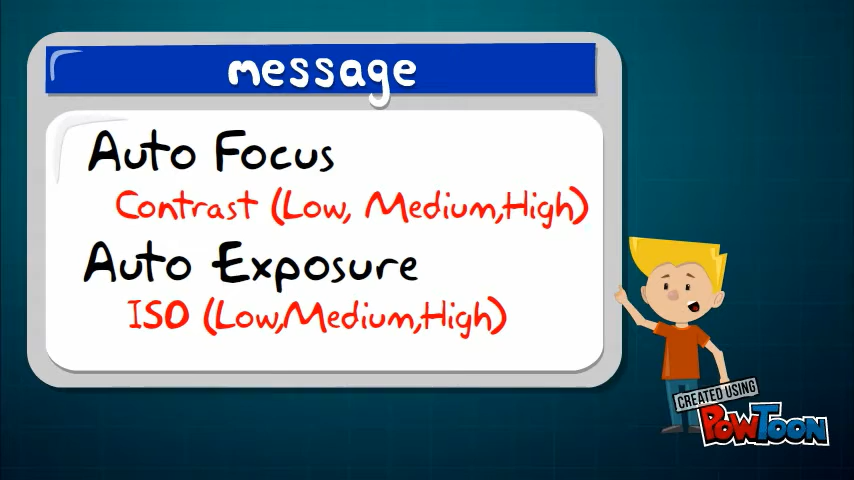 message
Auto Focus
Contrast (Low, Medium,High)
Auto Exposure
ISO (Low,Medium,High)
CREATED USING
POWTOON